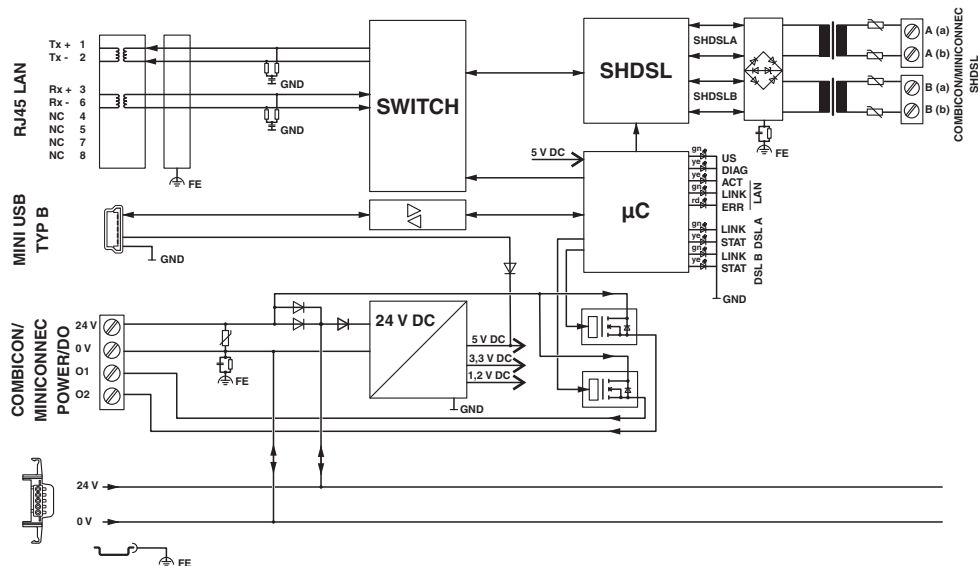 RJ45 LAN
Tx + 1
Tx - 2
Rx + 3
Rx - 6
NC 4
NC 5
NC 7
NC 8
FE
GND
GND
SWITCH
SHDSL
SHDSLA
SHDSLB
FE
A (a)
A (b)
B (a)
B (b)
COMBICON/MINICONNEC
SHDSL
5 V DC
µC
gn US
ye DIAG
ye ACT
gn LINK
rd ERR
LAN
gn LINK
ye STAT
DSL A
gn LINK
ye STAT
DSL B
GND
MINI USB
TYP B
GND
COMBICON/
MINICONNEC
POWER/DO
24 V
0 V
O1
O2
FE
24 V DC
5 V DC
3,3 V DC
1,2 V DC
GND
24 V
0 V
FE